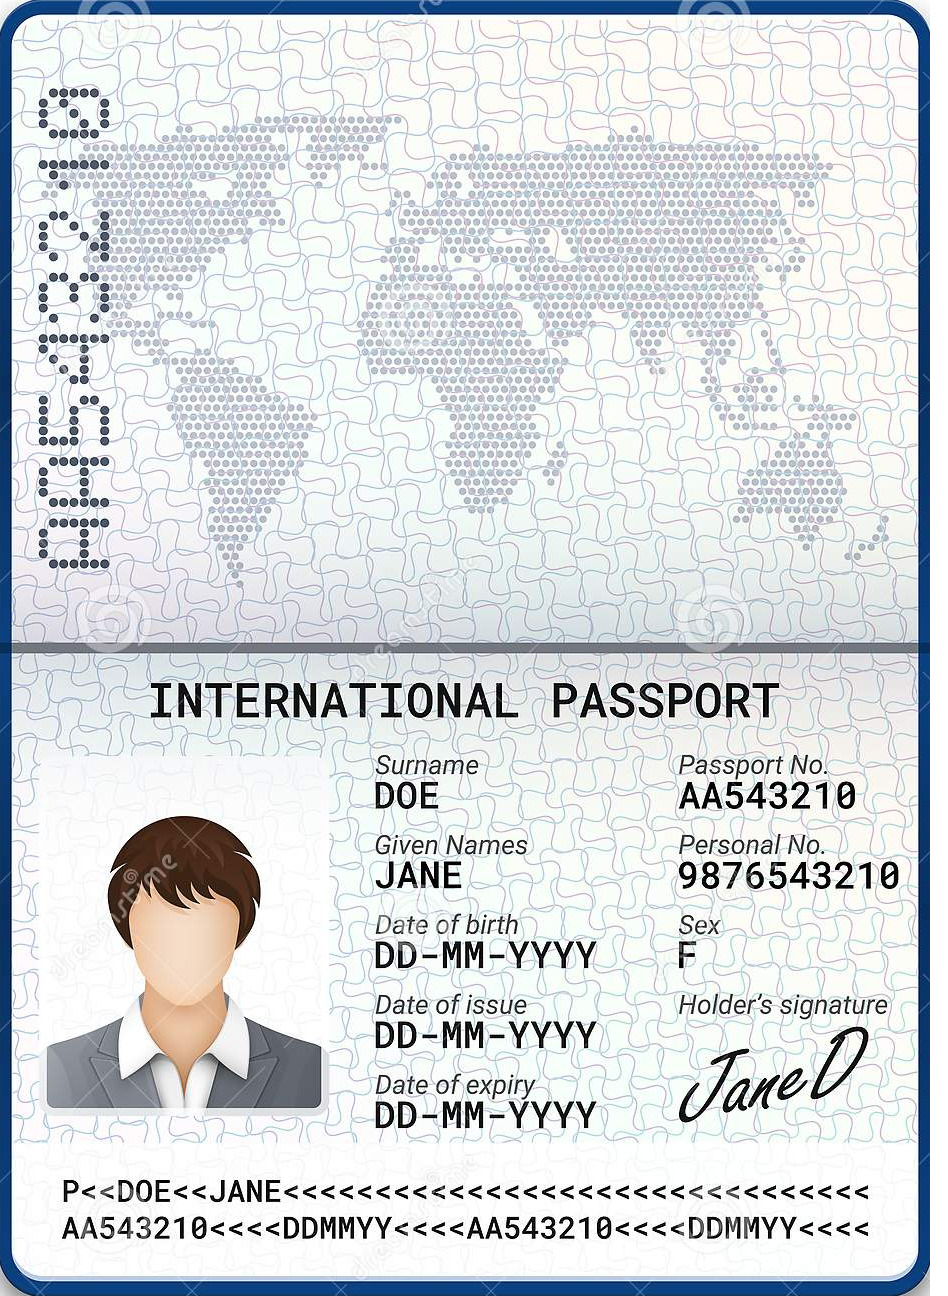 AA543210
INTERNATIONAL PASSPORT
Surname
DOE
Passport No.
AA543210
Given Names
JANE
Personal No.
9876543210
Date of birth
DD-MM-YYYY
Sex
F
Date of issue
DD-MM-YYYY
Holder's signature
Jane D
Date of expiry
DD-MM-YYYY
P<<DOE<<JANE<<<<<<<<<<<<<<<<<<<<<<<<<<<<<<<<
AA543210<<<<DDMMYY<<<<AA543210<<<<DDMMYY<<<<
dreamstime